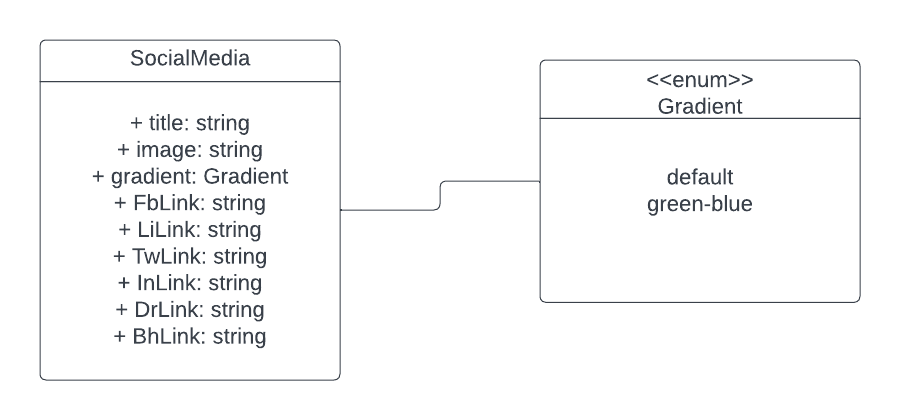 SocialMedia
+ title: string
+ image: string
+ gradient: Gradient
+ FbLink: string
+ LiLink: string
+ TwLink: string
+ InLink: string
+ DrLink: string
+ BhLink: string
<<enum>>
Gradient
default
green-blue